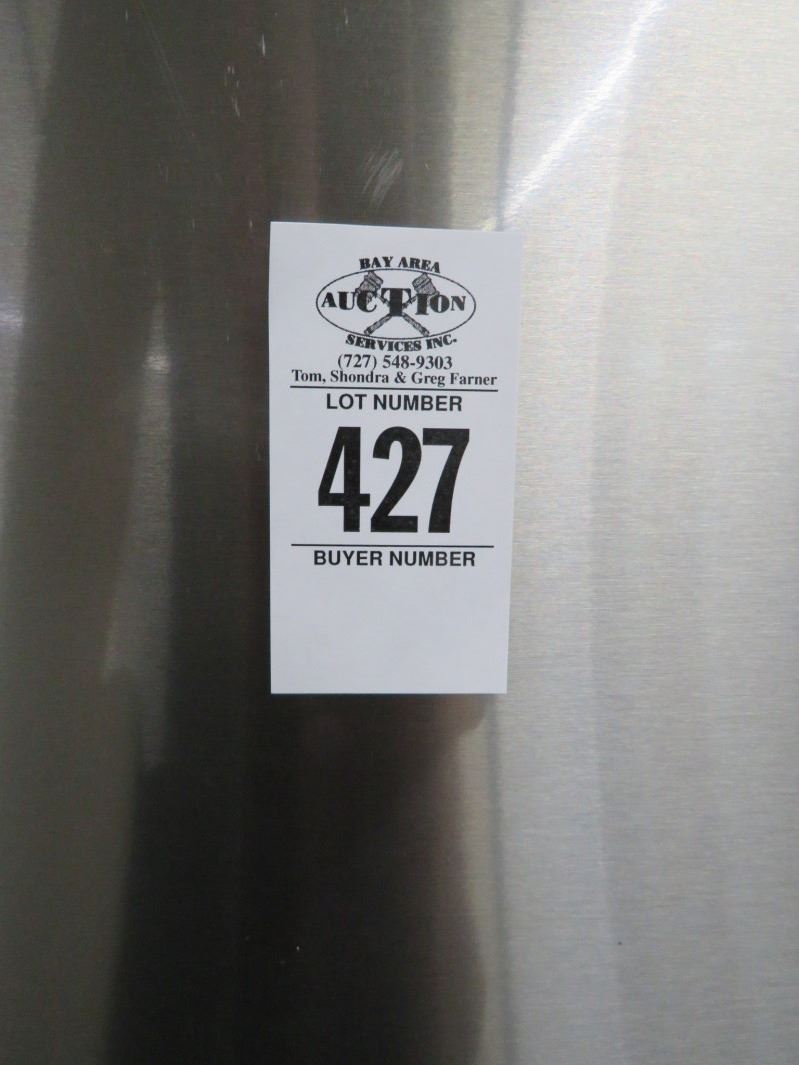 BAY AREA
AUCTION
SERVICES INC.
(727) 548-9303
Tom, Shondra & Greg Farner
LOT NUMBER
427
BUYER NUMBER